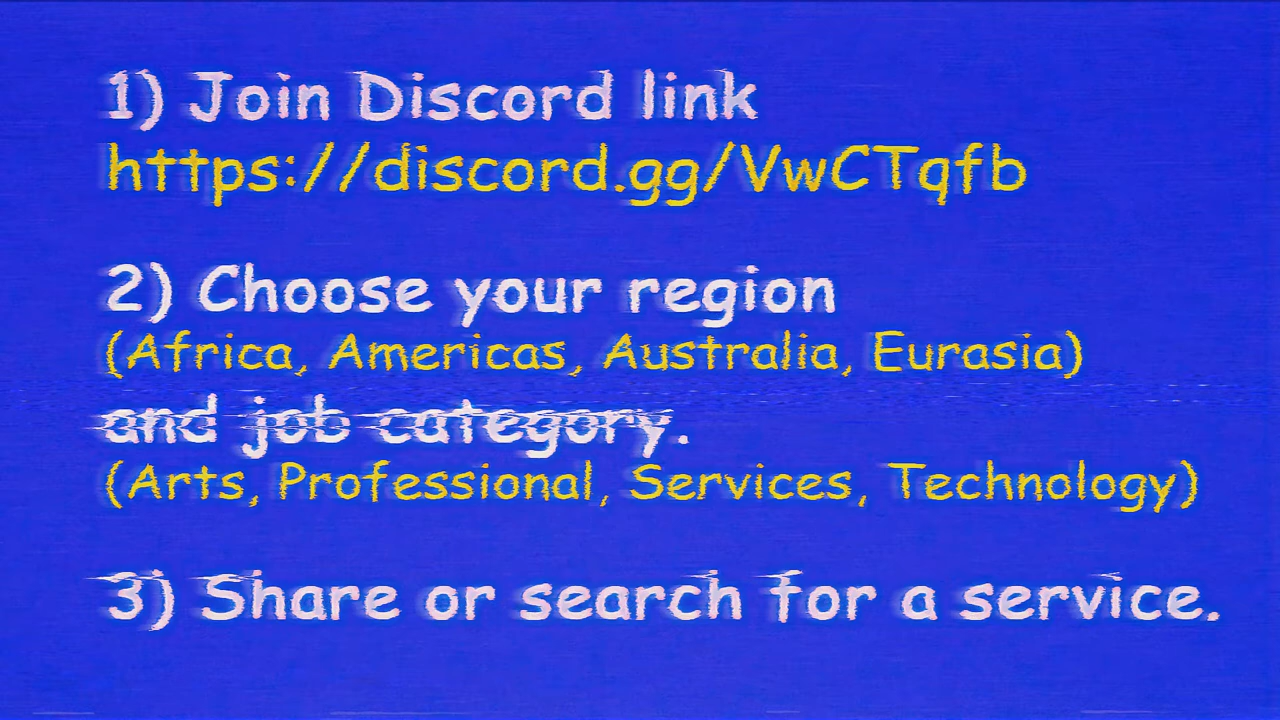 1) Join Discord link
https://discord.gg/VwCTqfb
2) Choose your region
(Africa, Americas, Australia, Eurasia)
and job category.
(Arts, Professional, Services, Technology)
3) Share or search for a service.